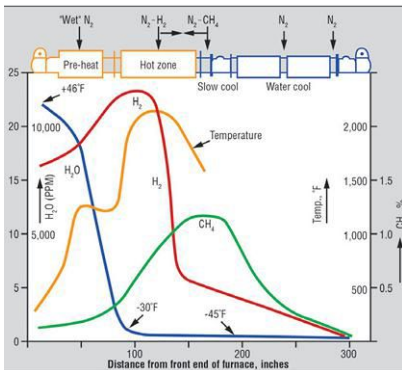 "Wet" N₂
N₂-H₂
N₂-CH₄
N₂
N₂
Pre-heat
Hot zone
Slow cool
Water cool
25
20
15
10
5
0
+46°F
10,000
H₂O (PPM)
5,000
H₂O
H₂
H₂
Temperature
CH₄
-30°F
-45°F
2,000
1,000
500
Temp., °F
2.0
1.5
1.0
0.5
CH₄ %
0
100
200
300
Distance from front end of furnace, inches